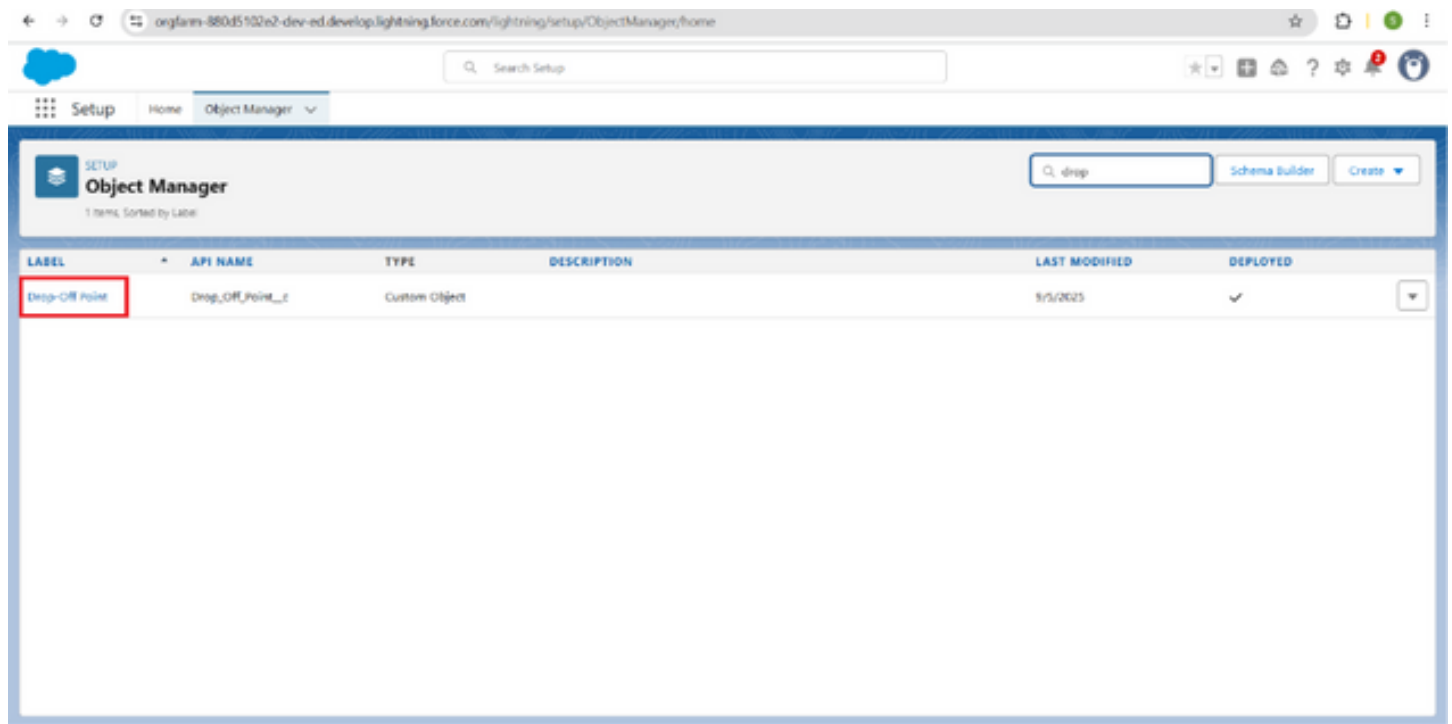 orgfarm-880d5102e2-dev-ed.develop.lightning.force.com/lightning/setup/ObjectManager/home
Search Setup
Setup Home Object Manager
SETUP
Object Manager
1 Items, Sorted by Label
drop
Schema Builder
Create
LABEL API NAME TYPE DESCRIPTION LAST MODIFIED DEPLOYED
Drop-Off Point Drop_Off_Point__c Custom Object 9/5/2025